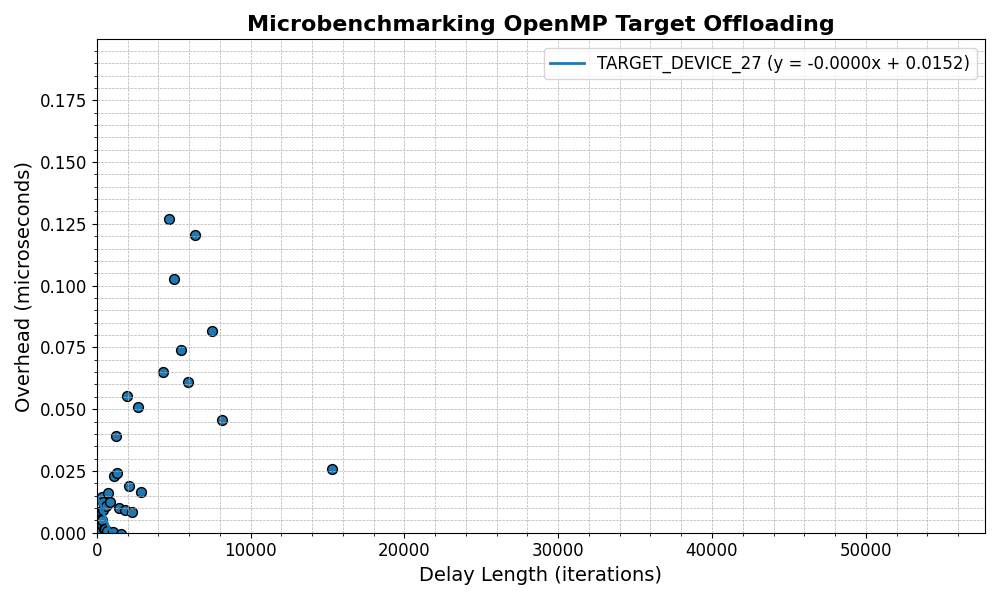 Microbenchmarking OpenMP Target Offloading
TARGET_DEVICE_27 (y = -0.0000x + 0.0152)
Overhead (microseconds)
0.175
0.150
0.125
0.100
0.075
0.050
0.025
0.000
0 10000 20000 30000 40000 50000
Delay Length (iterations)